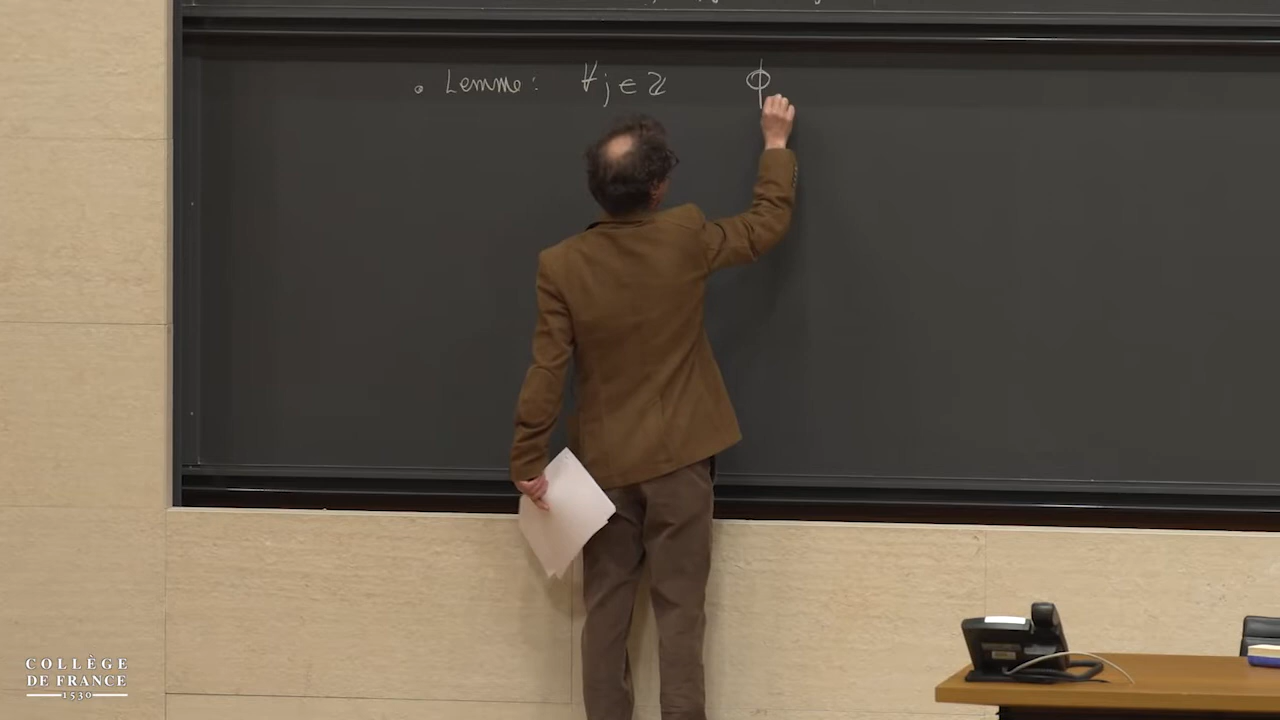 • Lemme : ∀ j ∈ ℤ ϕ
COLLÈGE
DE FRANCE
1530